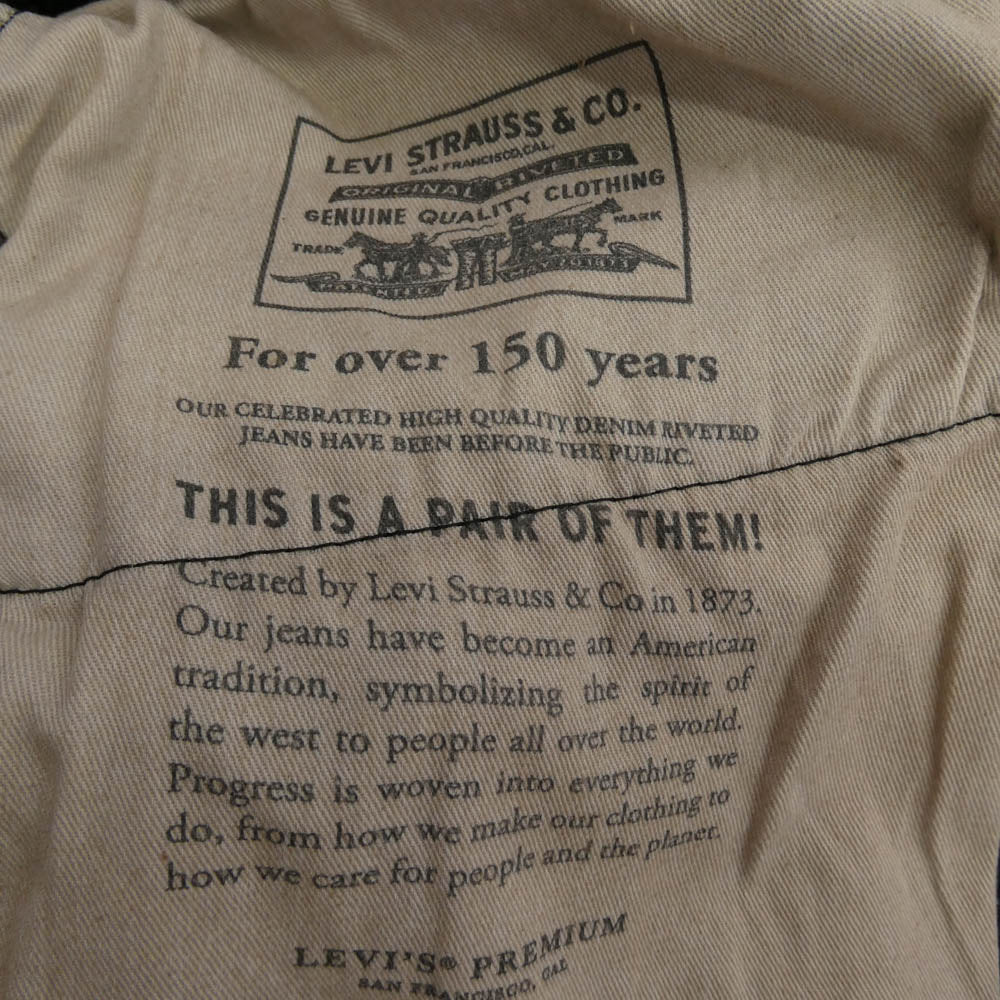 LEVI STRAUSS & CO.
SAN FRANCISCO, CAL.
ORIGINAL RIVETED
GENUINE QUALITY CLOTHING
TRADE MARK
PATENTED
For over 150 years
OUR CELEBRATED HIGH QUALITY DENIM RIVETED
JEANS HAVE BEEN BEFORE THE PUBLIC.
THIS IS A PAIR OF THEM!
Created by Levi Strauss & Co in 1873.
Our jeans have become an American
tradition, symbolizing the spirit of
the west to people all over the world.
Progress is woven into everything we
do, from how we make our clothing to
how we care for people and the planet.
LEVI'S® PREMIUM
SAN FRANCISCO, CAL